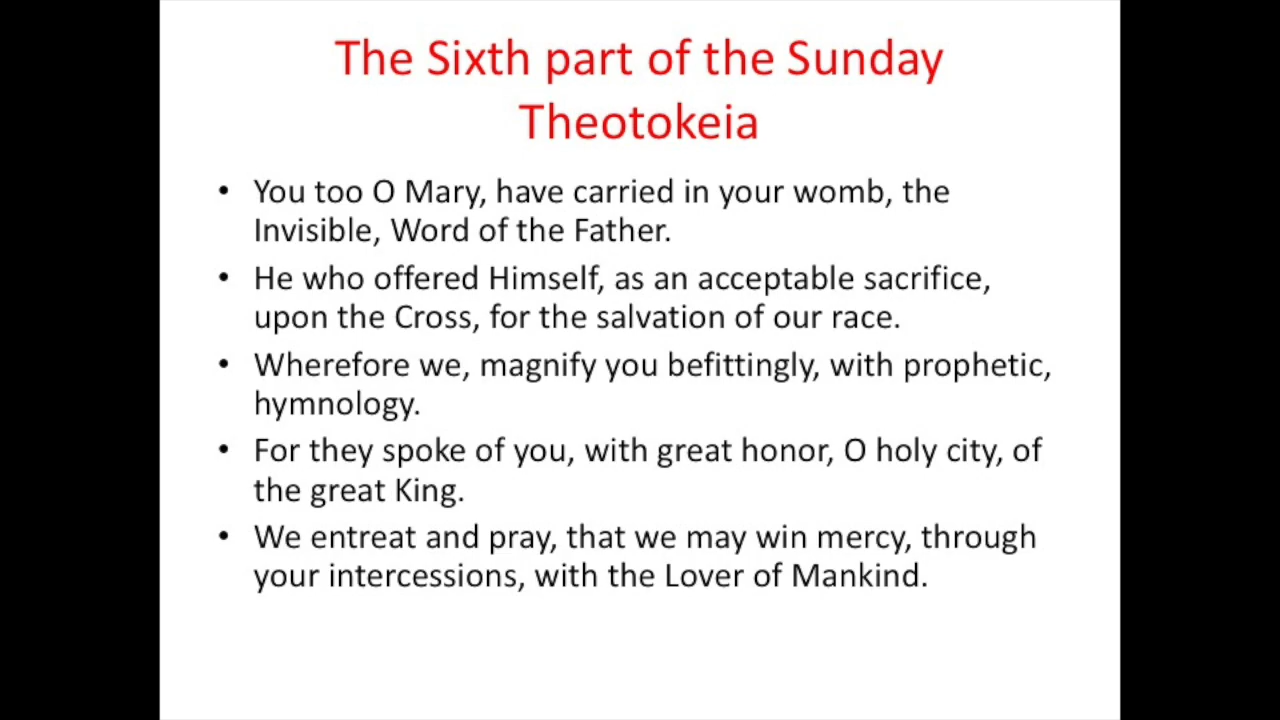 The Sixth part of the Sunday
Theotokeia
• You too O Mary, have carried in your womb, the
Invisible, Word of the Father.
• He who offered Himself, as an acceptable sacrifice,
upon the Cross, for the salvation of our race.
• Wherefore we, magnify you befittingly, with prophetic,
hymnology.
• For they spoke of you, with great honor, O holy city, of
the great King.
• We entreat and pray, that we may win mercy, through
your intercessions, with the Lover of Mankind.